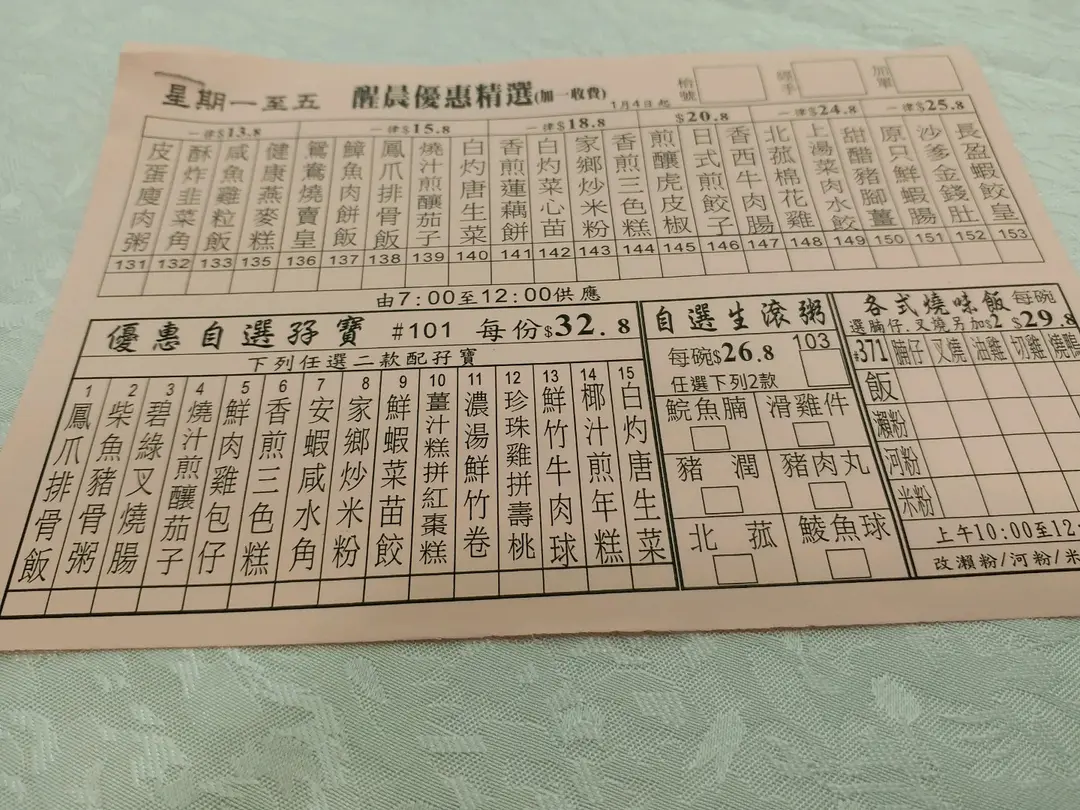 星期一至五 醒晨優惠精選(加一收費) 1月4日起 枱號 經手 加單
一律$13.8 一律$15.8 一律$18.8 $20.8 一律$24.8 一律$25.8
皮蛋廋肉粥 131
酥炸韭菜角 132
咸魚雞粒飯 133
健康燕麥糕 135
鴛鴦燒賣皇 136
鱆魚肉餅飯 137
鳳爪排骨飯 138
燒汁煎釀茄子 139
白灼唐生菜 140
香煎蓮藕餅 141
白灼菜心苗 142
家鄉炒米粉 143
香煎三色糕 144
煎釀虎皮椒 145
日式煎餃子 146
香西牛肉腸 147
北菰棉花雞 148
上湯菜肉水餃 149
甜醋豬腳薑 150
原只鮮蝦腸 151
沙爹金錢肚 152
長盈蝦餃皇 153
由7:00至12:00供應
優惠自選孖寶 #101 每份$32.8
下列任選二款配孖寶
1 鳳爪排骨飯
2 柴魚豬骨粥
3 碧綠叉燒腸
4 燒汁煎釀茄子
5 鮮肉雞包仔
6 香煎三色糕
7 安蝦咸水角
8 家鄉炒米粉
9 鮮蝦菜苗餃
10 薑汁糕拼紅棗糕
11 濃湯鮮竹卷
12 珍珠雞拼壽桃
13 鮮竹牛肉球
14 椰汁煎年糕
15 白灼唐生菜
自選生滾粥
每碗$26.8 103
任選下列2款
鯇魚腩 滑雞件
豬潤 豬肉丸
北菰 鯪魚球
各式燒味飯 每碗
選腩仔.叉燒另加$2 $29.8
#371 腩仔 叉燒 油雞 切雞 燒鴨
飯
瀨粉
河粉
米粉
上午10:00至12:
改瀨粉/河粉/米